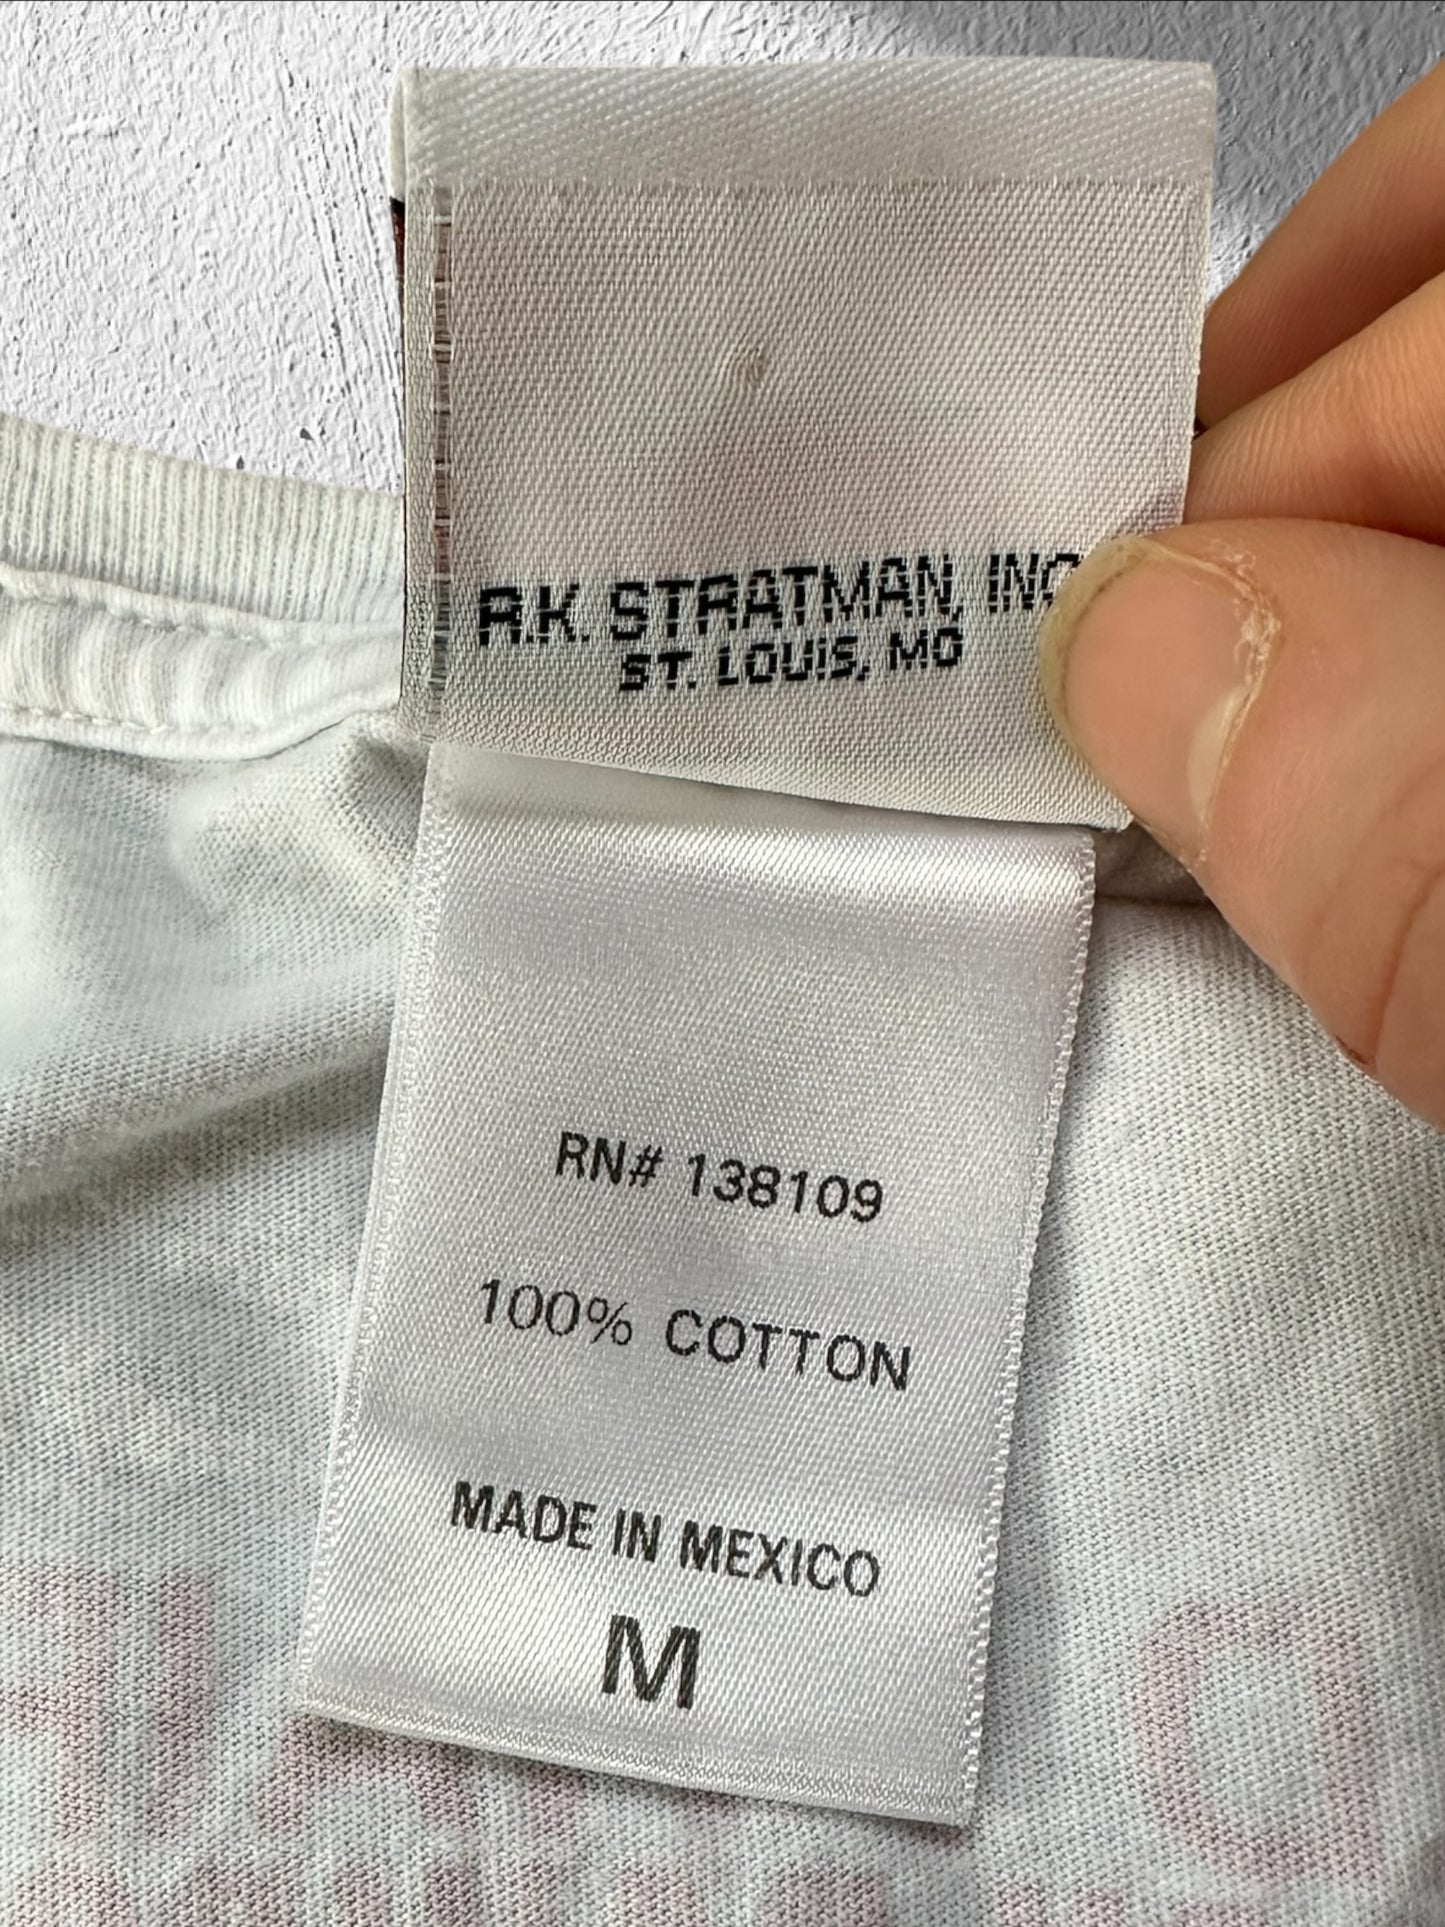 R.K. STRATMAN, INC
ST. LOUIS, MO
RN# 138109
100% COTTON
MADE IN MEXICO
M